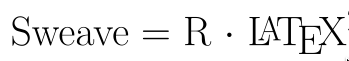 Sweave = R · LATEX